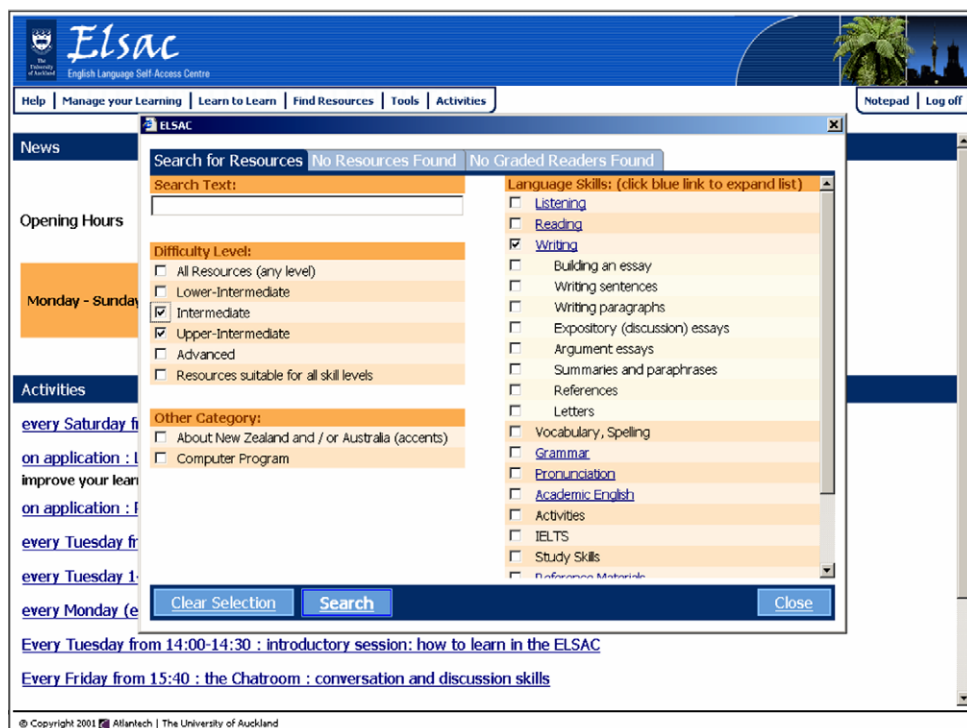 The
University
of Auckland
Elsac
English Language Self-Access Centre
Help | Manage your Learning | Learn to Learn | Find Resources | Tools | Activities
Notepad | Log off
News
Opening Hours
Monday - Sunday
Activities
every Saturday
on application : 
improve your
on application :
every Tuesday
every Tuesday
every Monday
Every Tuesday from 14:00-14:30 : introductory session: how to learn in the ELSAC
Every Friday from 15:40 : the Chatroom : conversation and discussion skills
ELSAC
Search for Resources
No Resources Found
No Graded Readers Found
Search Text:
Difficulty Level:
All Resources (any level)
Lower-Intermediate
Intermediate
Upper-Intermediate
Advanced
Resources suitable for all skill levels
Other Category:
About New Zealand and / or Australia (accents)
Computer Program
Language Skills: (click blue link to expand list)
Listening
Reading
Writing
Building an essay
Writing sentences
Writing paragraphs
Expository (discussion) essays
Argument essays
Summaries and paraphrases
References
Letters
Vocabulary, Spelling
Grammar
Pronunciation
Academic English
Activities
IELTS
Study Skills
Reference Materials
Clear Selection
Search
Close
© Copyright 2001 Atlantech | The University of Auckland